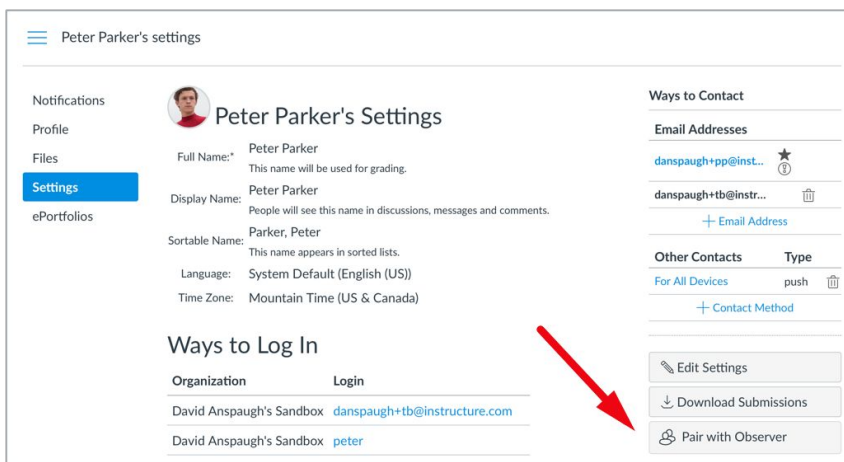 Peter Parker's settings
Notifications
Profile
Files
Settings
ePortfolios
Peter Parker's Settings
Full Name:* Peter Parker
This name will be used for grading.
Display Name: Peter Parker
People will see this name in discussions, messages and comments.
Sortable Name: Parker, Peter
This name appears in sorted lists.
Language: System Default (English (US))
Time Zone: Mountain Time (US & Canada)
Ways to Log In
Organization Login
David Anspaugh's Sandbox danspaugh+tb@instructure.com
David Anspaugh's Sandbox peter
Ways to Contact
Email Addresses
danspaugh+pp@inst...
danspaugh+tb@instr...
+ Email Address
Other Contacts Type
For All Devices push
+ Contact Method
Edit Settings
Download Submissions
Pair with Observer